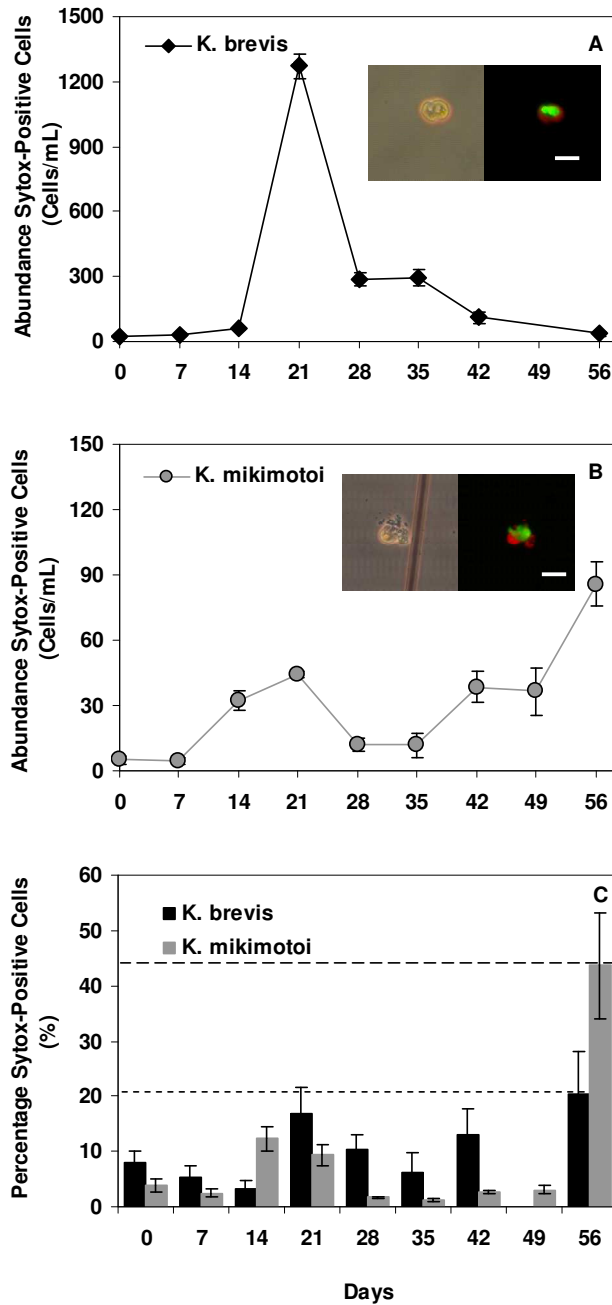 A
K. brevis
Abundance Sytox-Positive Cells
(Cells/mL)
1500
1200
900
600
300
0
0 7 14 21 28 35 42 49 56
B
K. mikimotoi
Abundance Sytox-Positive Cells
(Cells/mL)
150
120
90
60
30
0
0 7 14 21 28 35 42 49 56
C
K. brevis
K. mikimotoi
Percentage Sytox-Positive Cells
(%)
60
50
40
30
20
10
0
0 7 14 21 28 35 42 49 56
Days